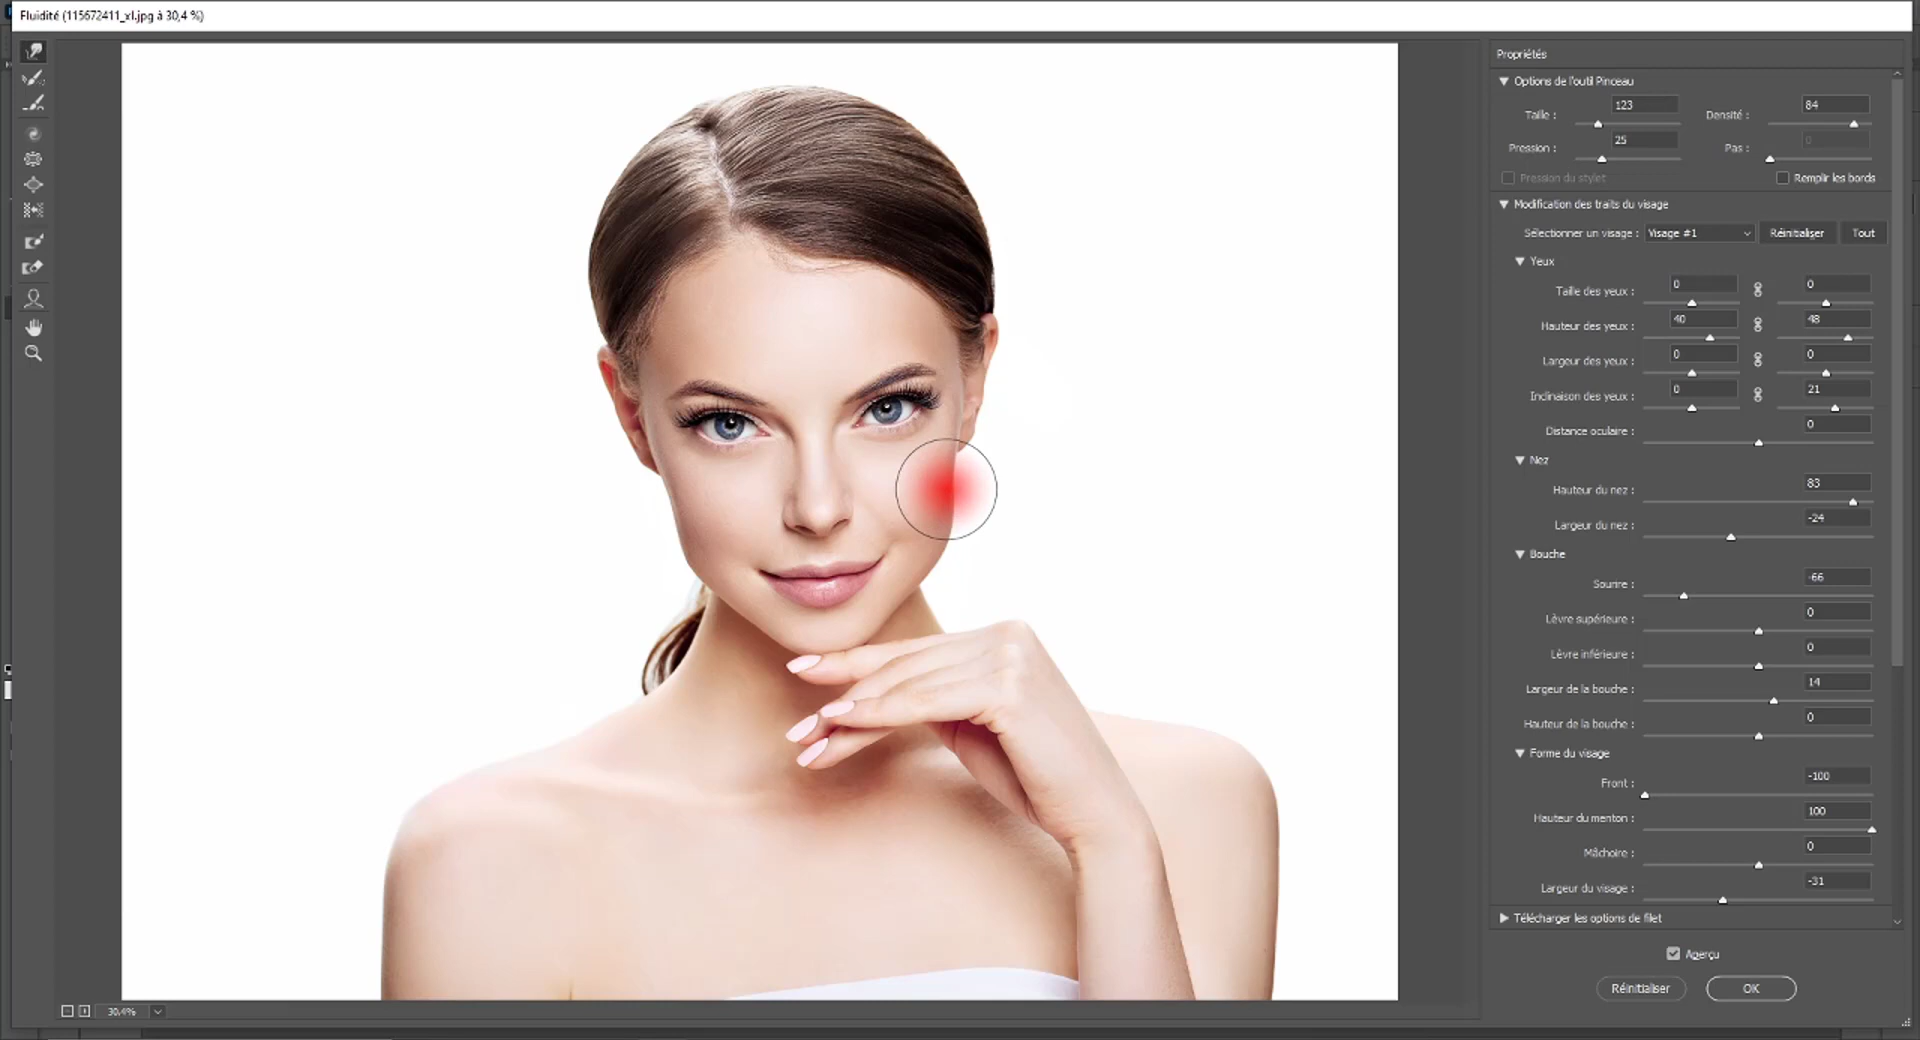 Fluidité (115672411_xl.jpg à 30,4 %)
Propriétés
Options de l'outil Pinceau
Taille : 123 Densité : 84
Pression : 25 Pas : 0
Pression du stylet Remplir les bords
Modification des traits du visage
Sélectionner un visage : Visage #1 Réinitialiser Tout
Yeux
Taille des yeux : 0 0
Hauteur des yeux : 40 48
Largeur des yeux : 0 0
Inclinaison des yeux : 0 21
Distance oculaire : 0
Nez
Hauteur du nez : 83
Largeur du nez : -24
Bouche
Sourire : -66
Lèvre supérieure : 0
Lèvre inférieure : 0
Largeur de la bouche : 14
Hauteur de la bouche : 0
Forme du visage
Front : -100
Hauteur du menton : 100
Mâchoire : 0
Largeur du visage : -31
Télécharger les options de filet
Aperçu
Réinitialiser OK
30,4%